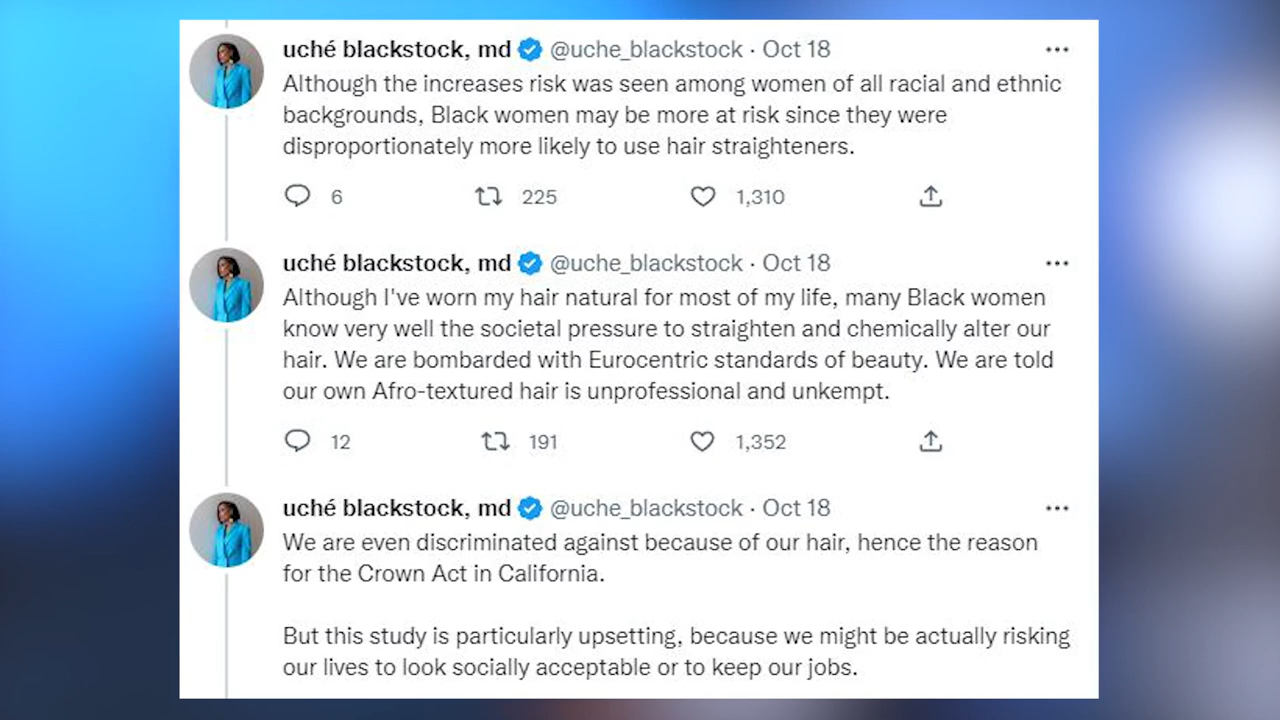 uché blackstock, md @uche_blackstock · Oct 18
Although the increases risk was seen among women of all racial and ethnic
backgrounds, Black women may be more at risk since they were
disproportionately more likely to use hair straighteners.
6 225 1,310
uché blackstock, md @uche_blackstock · Oct 18
Although I've worn my hair natural for most of my life, many Black women
know very well the societal pressure to straighten and chemically alter our
hair. We are bombarded with Eurocentric standards of beauty. We are told
our own Afro-textured hair is unprofessional and unkempt.
12 191 1,352
uché blackstock, md @uche_blackstock · Oct 18
We are even discriminated against because of our hair, hence the reason
for the Crown Act in California.
But this study is particularly upsetting, because we might be actually risking
our lives to look socially acceptable or to keep our jobs.